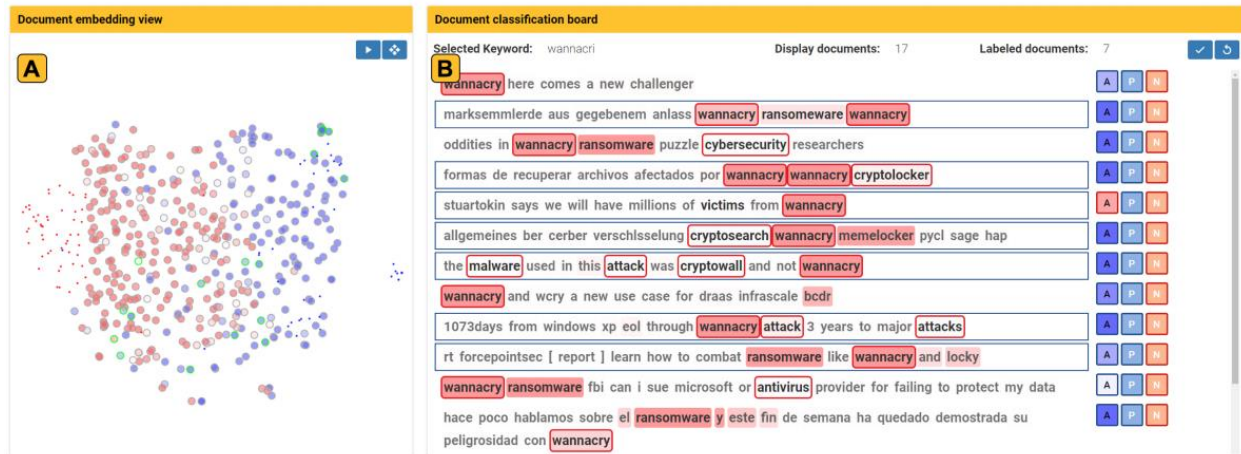 Document embedding view
A
Document classification board
Selected Keyword: wannacri Display documents: 17 Labeled documents: 7
B
wannacry here comes a new challenger A P N
marksemmlerde aus gegebenem anlass wannacry ransomeware wannacry A P N
oddities in wannacry ransomware puzzle cybersecurity researchers A P N
formas de recuperar archivos afectados por wannacry wannacry cryptolocker A P N
stuartokin says we will have millions of victims from wannacry A P N
allgemeines ber cerber verschlsselung cryptosearch wannacry memelocker pycl sage hap A P N
the malware used in this attack was cryptowall and not wannacry A P N
wannacry and wcry a new use case for draas infrascale bcdr A P N
1073days from windows xp eol through wannacry attack 3 years to major attacks A P N
rt forcepointsec [ report ] learn how to combat ransomware like wannacry and locky A P N
wannacry ransomware fbi can i sue microsoft or antivirus provider for failing to protect my data A P N
hace poco hablamos sobre el ransomware y este fin de semana ha quedado demostrada su A P N
peligrosidad con wannacry